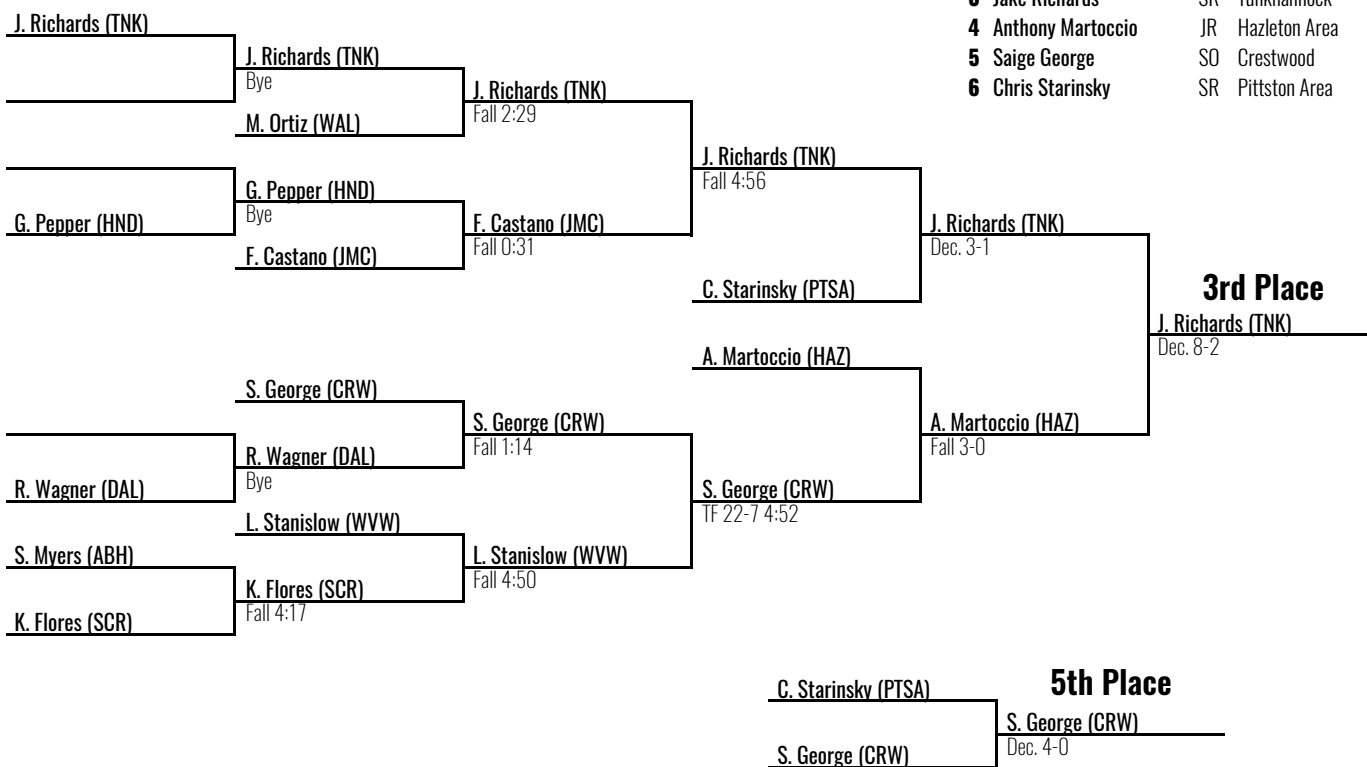 3 Jake Richards SR Tunkhannock
4 Anthony Martoccio JR Hazleton Area
5 Saige George SO Crestwood
6 Chris Starinsky SR Pittston Area
J. Richards (TNK)
J. Richards (TNK)
Bye
J. Richards (TNK)
Fall 2:29
M. Ortiz (WAL)
J. Richards (TNK)
Fall 4:56
G. Pepper (HND)
Bye
G. Pepper (HND)
F. Castano (JMC)
Fall 0:31
F. Castano (JMC)
J. Richards (TNK)
Dec. 3-1
C. Starinsky (PTSA)
3rd Place
J. Richards (TNK)
Dec. 8-2
A. Martoccio (HAZ)
S. George (CRW)
S. George (CRW)
Fall 1:14
A. Martoccio (HAZ)
Fall 3-0
R. Wagner (DAL)
Bye
R. Wagner (DAL)
S. George (CRW)
TF 22-7 4:52
L. Stanislow (WVW)
S. Myers (ABH)
L. Stanislow (WVW)
Fall 4:50
K. Flores (SCR)
Fall 4:17
K. Flores (SCR)
C. Starinsky (PTSA)
5th Place
S. George (CRW)
Dec. 4-0
S. George (CRW)